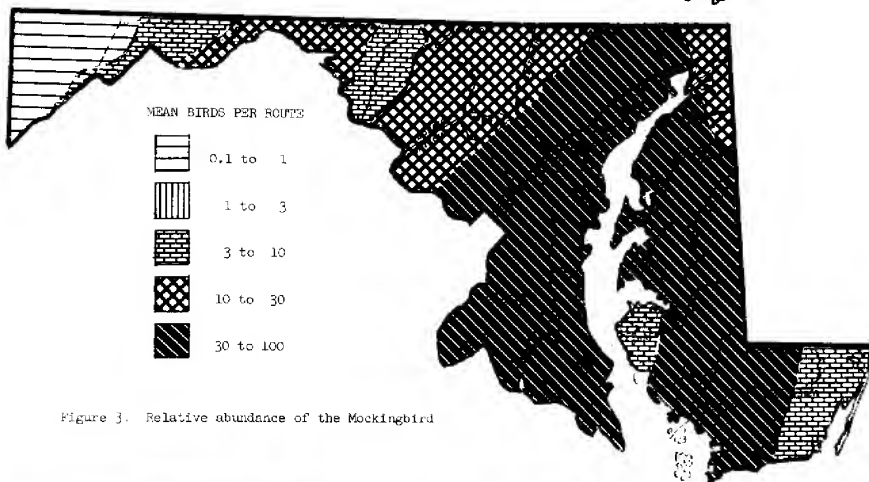 MEAN BIRDS PER ROUTE
0.1 to 1
1 to 3
3 to 10
10 to 30
30 to 100
Figure 3. Relative abundance of the Mockingbird